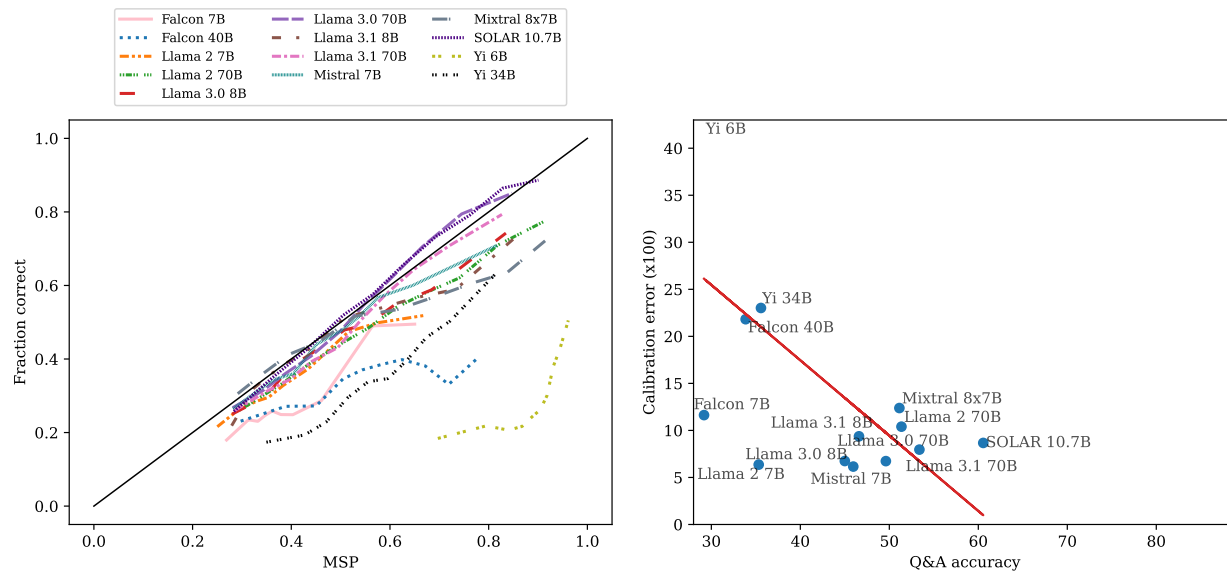 Falcon 7B
Falcon 40B
Llama 2 7B
Llama 2 70B
Llama 3.0 8B
Llama 3.0 70B
Llama 3.1 8B
Llama 3.1 70B
Mistral 7B
Mixtral 8x7B
SOLAR 10.7B
Yi 6B
Yi 34B
1.0
0.8
0.6
0.4
0.2
0.0
Fraction correct
0.0
0.2
0.4
0.6
0.8
1.0
MSP
40
35
30
25
20
15
10
5
0
Calibration error (x100)
Yi 6B
Yi 34B
Falcon 40B
Falcon 7B
Mixtral 8x7B
Llama 2 70B
Llama 3.1 8B
Llama 3.0 70B
SOLAR 10.7B
Llama 3.0 8B
Llama 3.1 70B
Llama 2 7B
Mistral 7B
30
40
50
60
70
80
Q&A accuracy